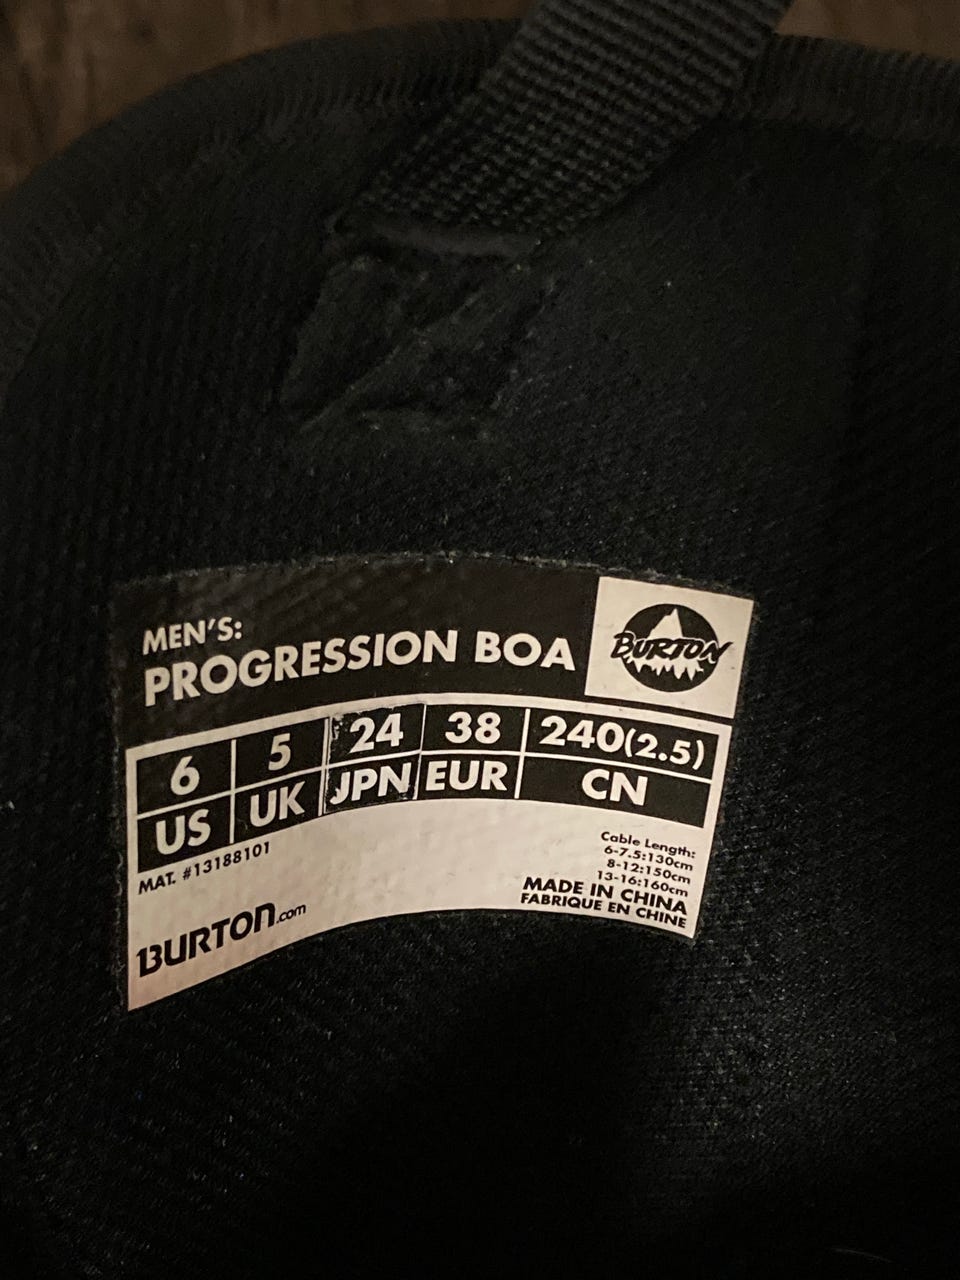 MEN'S:
PROGRESSION BOA
BURTON
6 5 24 38 240(2.5)
US UK JPN EUR CN
MAT. #13188101
Cable Length:
6-7.5:130cm
8-12:150cm
13-16:160cm
MADE IN CHINA
FABRIQUE EN CHINE
BURTON.com